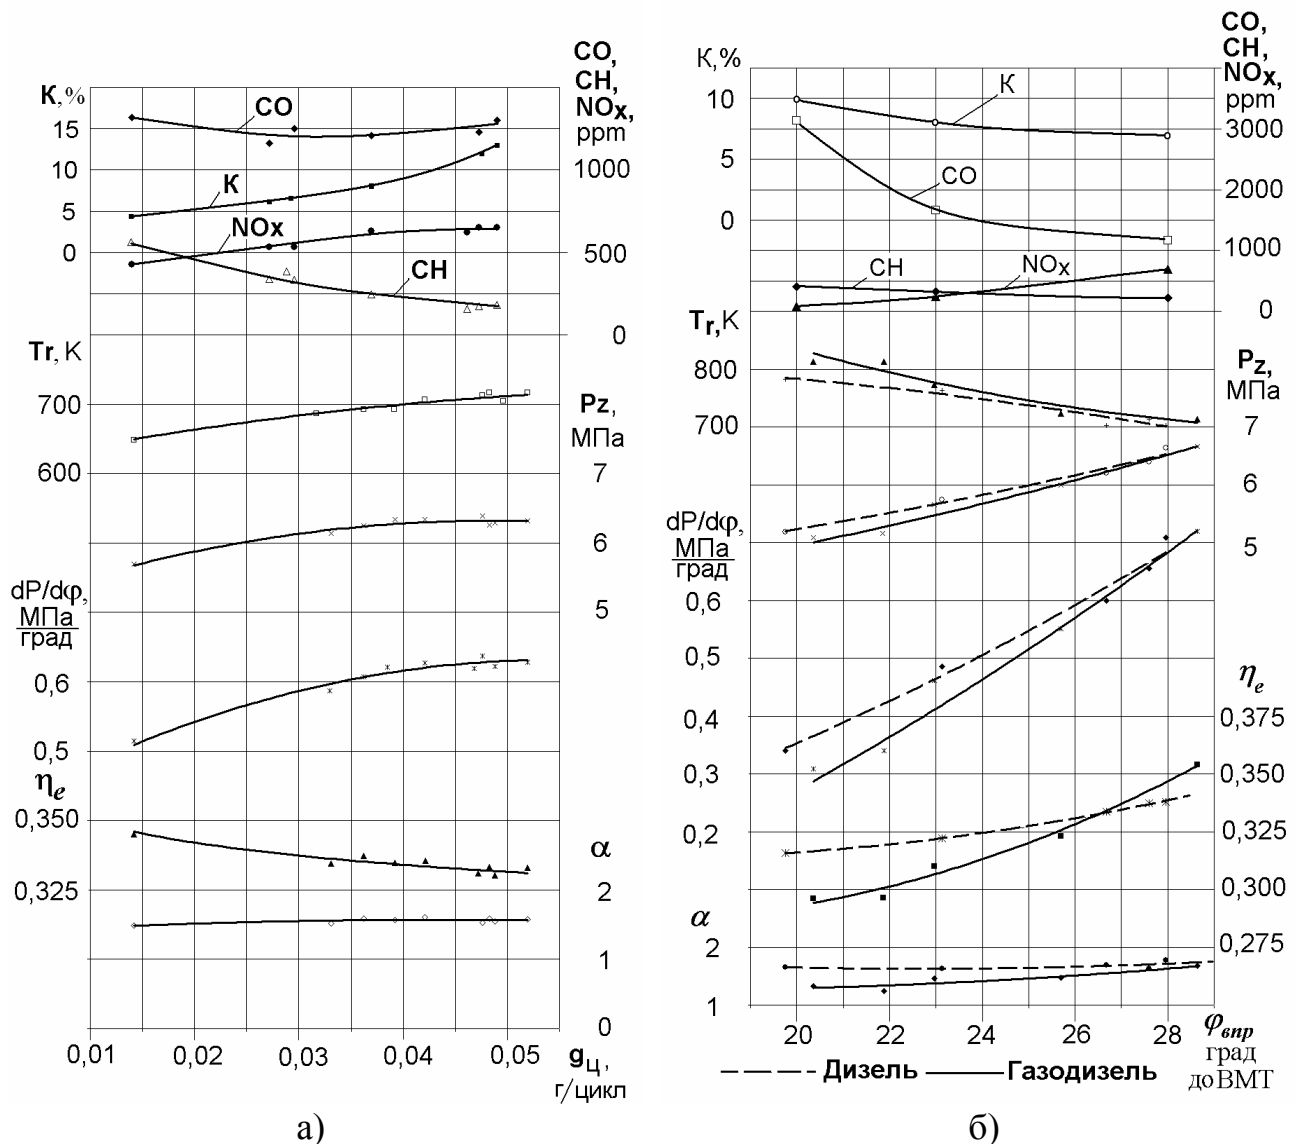 К,%
CO,
CH,
NOx,
ppm
15
10
5
0
1000
500
0
CO
К
NOx
CH
Tr, К
700
600
Pz,
МПа
7
6
5
dP/dφ,
МПа
град
0,6
0,5
ηe
0,350
0,325
α
2
1
0
0,01 0,02 0,03 0,04 0,05
gц,
г/цикл
а)
К,%
CO,
CH,
NOx,
ppm
10
5
0
3000
2000
1000
0
К
CO
CH
NOx
Tr,К
800
700
Pz,
МПа
7
6
5
dP/dφ,
МПа
град
0,6
0,5
0,4
0,3
0,2
ηe
0,375
0,350
0,325
0,300
0,275
α
2
1
20 22 24 26 28
φвпр
град
до ВМТ
Дизель Газодизель
б)